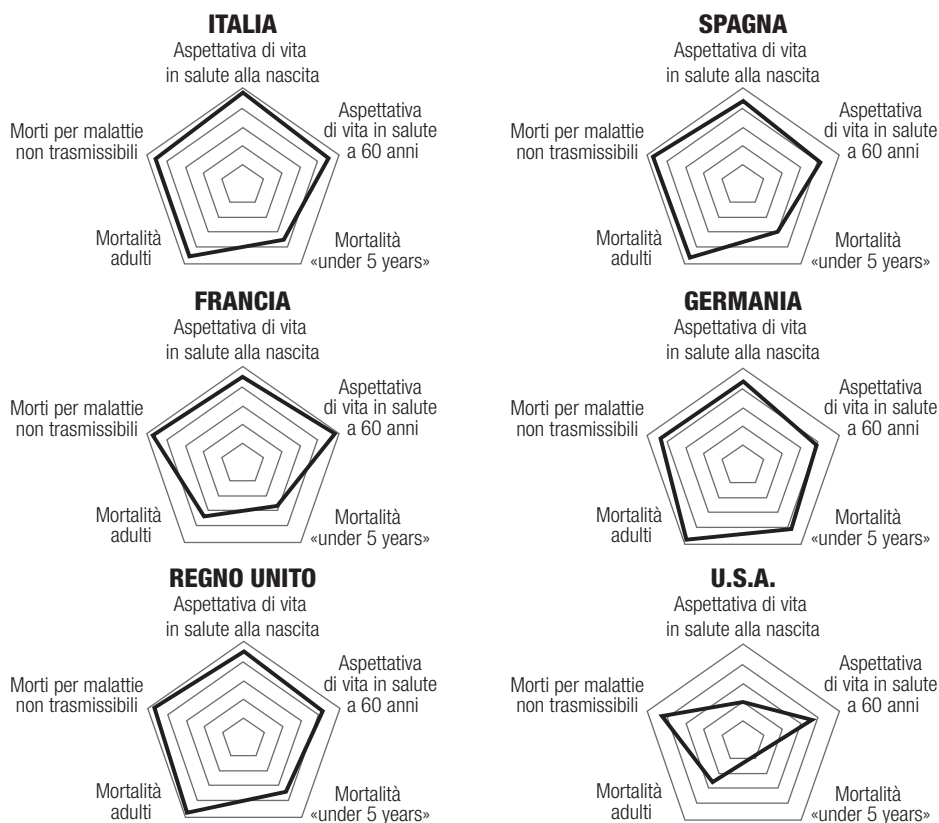 ITALIA
Aspettativa di vita
in salute alla nascita
Aspettativa
di vita in salute
a 60 anni
Morti per malattie
non trasmissibili
Mortalità
adulti
Mortalità
«under 5 years»
SPAGNA
Aspettativa di vita
in salute alla nascita
Aspettativa
di vita in salute
a 60 anni
Morti per malattie
non trasmissibili
Mortalità
adulti
Mortalità
«under 5 years»
FRANCIA
Aspettativa di vita
in salute alla nascita
Aspettativa
di vita in salute
a 60 anni
Morti per malattie
non trasmissibili
Mortalità
adulti
Mortalità
«under 5 years»
GERMANIA
Aspettativa di vita
in salute alla nascita
Aspettativa
di vita in salute
a 60 anni
Morti per malattie
non trasmissibili
Mortalità
adulti
Mortalità
«under 5 years»
REGNO UNITO
Aspettativa di vita
in salute alla nascita
Aspettativa
di vita in salute
a 60 anni
Morti per malattie
non trasmissibili
Mortalità
adulti
Mortalità
«under 5 years»
U.S.A.
Aspettativa di vita
in salute alla nascita
Aspettativa
di vita in salute
a 60 anni
Morti per malattie
non trasmissibili
Mortalità
adulti
Mortalità
«under 5 years»